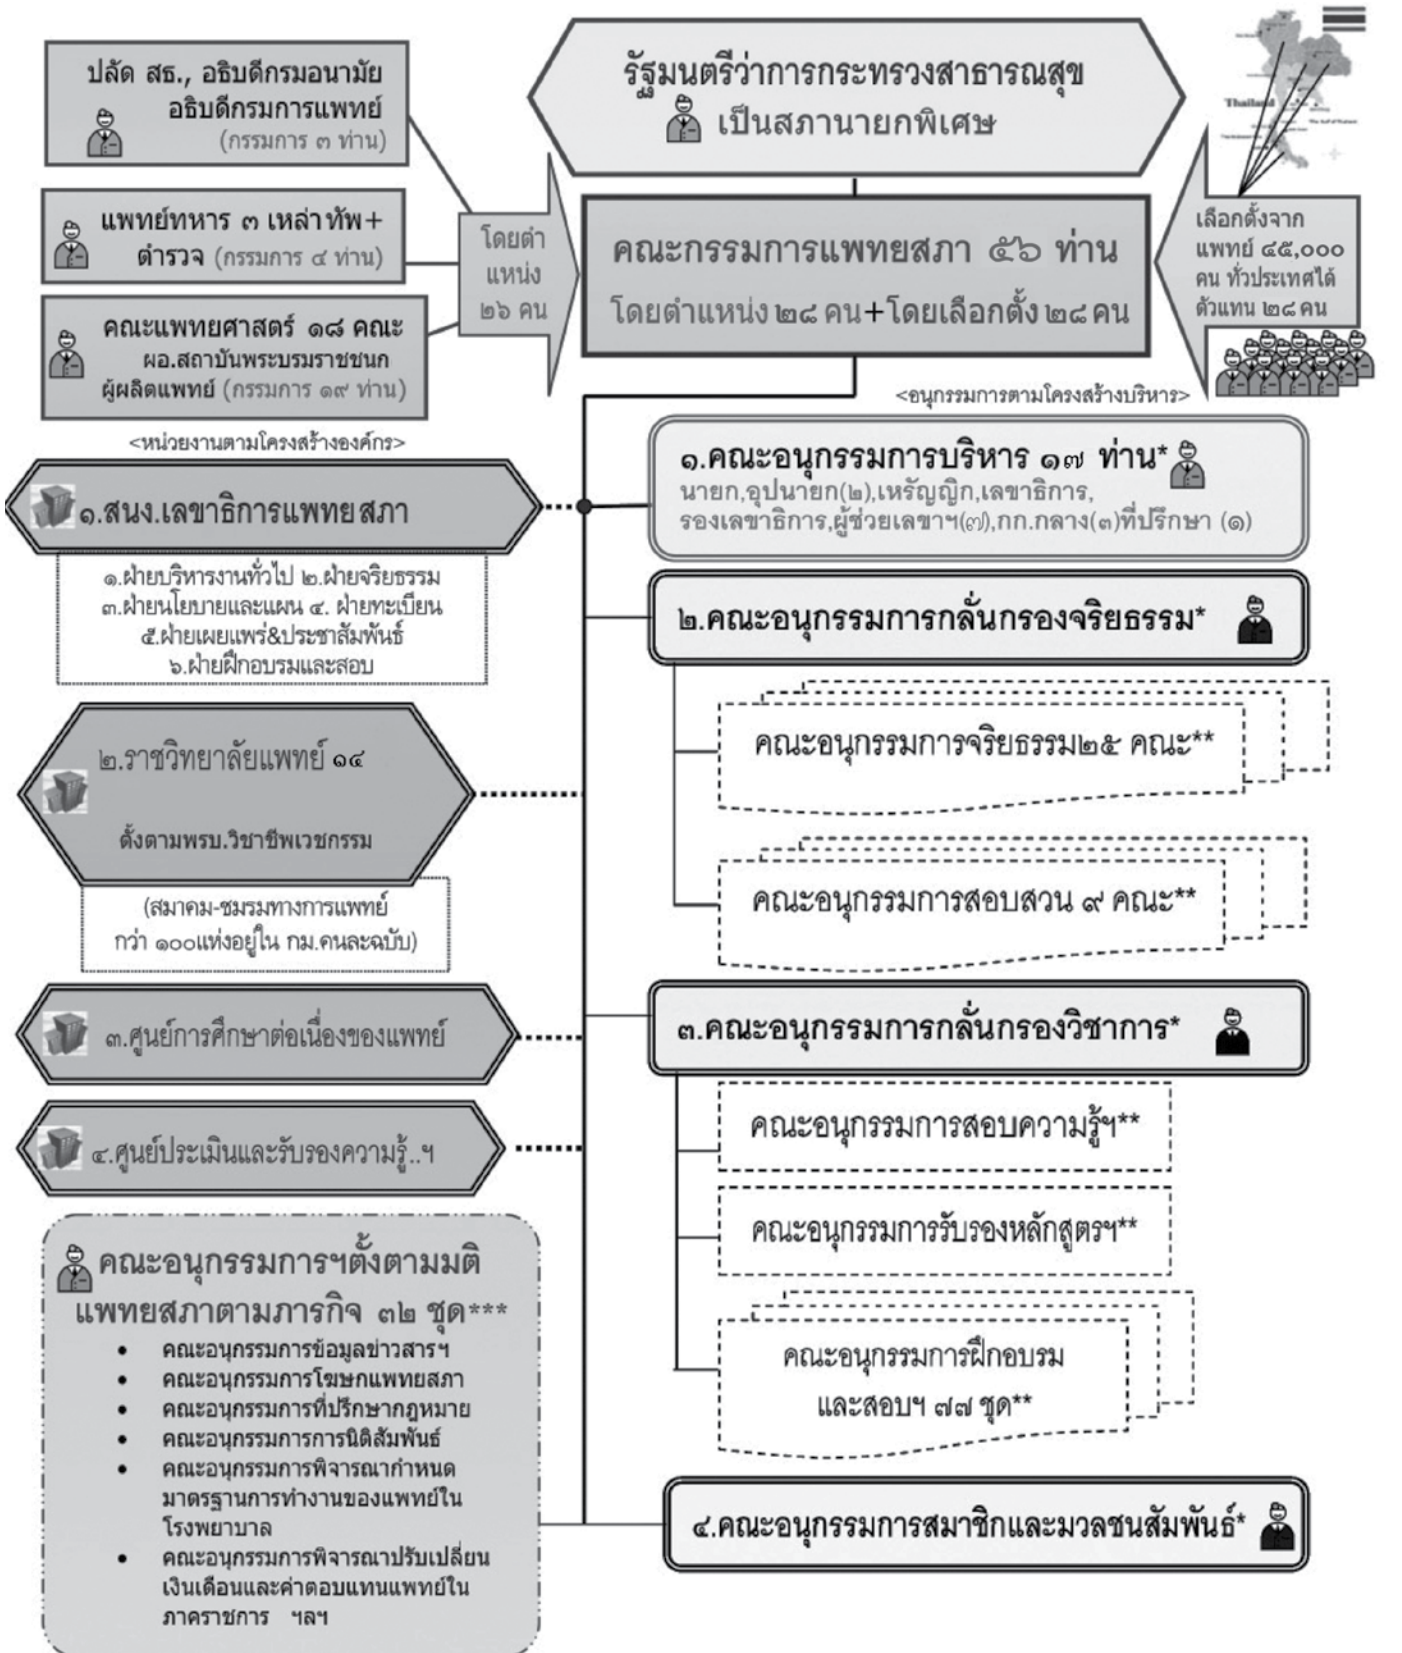 ปลัด สธ., อธิบดีกรมอนามัย
อธิบดีกรมการแพทย์
(กรรมการ ๓ ท่าน)
แพทย์ทหาร ๓ เหล่าทัพ+
ตำรวจ (กรรมการ ๔ ท่าน)
คณะแพทยศาสตร์ ๑๘ คณะ
ผอ.สถาบันพระบรมราชชนก
ผู้ผลิตแพทย์ (กรรมการ ๑๙ ท่าน)
โดยตำ
แหน่ง
๒๖ คน
รัฐมนตรีว่าการกระทรวงสาธารณสุข
เป็นสภานายกพิเศษ
คณะกรรมการแพทยสภา ๕๖ ท่าน
โดยตำแหน่ง ๒๘ คน+โดยเลือกตั้ง ๒๘ คน
Thailand
เลือกตั้งจาก
แพทย์ ๔๕,๐๐๐
คน ทั่วประเทศได้
ตัวแทน ๒๘ คน
<หน่วยงานตามโครงสร้างองค์กร>
๑.สนง.เลขาธิการแพทยสภา
๑.ฝ่ายบริหารงานทั่วไป ๒.ฝ่ายจริยธรรม
๓.ฝ่ายนโยบายและแผน ๔. ฝ่ายทะเบียน
๕.ฝ่ายเผยแพร่&ประชาสัมพันธ์
๖.ฝ่ายฝึกอบรมและสอบ
๒.ราชวิทยาลัยแพทย์ ๑๔
ตั้งตามพรบ.วิชาชีพเวชกรรม
(สมาคม-ชมรมทางการแพทย์
กว่า ๑๐๐แห่งอยู่ใน กม.คนละฉบับ)
๓.ศูนย์การศึกษาต่อเนื่องของแพทย์
๔.ศูนย์ประเมินและรับรองความรู้..ฯ
คณะอนุกรรมการฯตั้งตามมติ
แพทยสภาตามภารกิจ ๓๒ ชุด***
• คณะอนุกรรมการข้อมูลข่าวสารฯ
• คณะอนุกรรมการโฆษกแพทยสภา
• คณะอนุกรรมการที่ปรึกษากฎหมาย
• คณะอนุกรรมการการนิติสัมพันธ์
• คณะอนุกรรมการพิจารณากำหนด
มาตรฐานการทำงานของแพทย์ใน
โรงพยาบาล
• คณะอนุกรรมการพิจารณาปรับเปลี่ยน
เงินเดือนและค่าตอบแทนแพทย์ใน
ภาคราชการ ฯลฯ
<อนุกรรมการตามโครงสร้างบริหาร>
๑.คณะอนุกรรมการบริหาร ๑๗ ท่าน*
นายก,อุปนายก(๒),เหรัญญิก,เลขาธิการ,
รองเลขาธิการ,ผู้ช่วยเลขาฯ(๗),กก.กลาง(๓)ที่ปรึกษา (๑)
๒.คณะอนุกรรมการกลั่นกรองจริยธรรม*
คณะอนุกรรมการจริยธรรม๒๕ คณะ**
คณะอนุกรรมการสอบสวน ๙ คณะ**
๓.คณะอนุกรรมการกลั่นกรองวิชาการ*
คณะอนุกรรมการสอบความรู้ฯ**
คณะอนุกรรมการรับรองหลักสูตรฯ**
คณะอนุกรรมการฝึกอบรม
และสอบฯ ๗๗ ชุด**
๔.คณะอนุกรรมการสมาชิกและมวลชนสัมพันธ์*